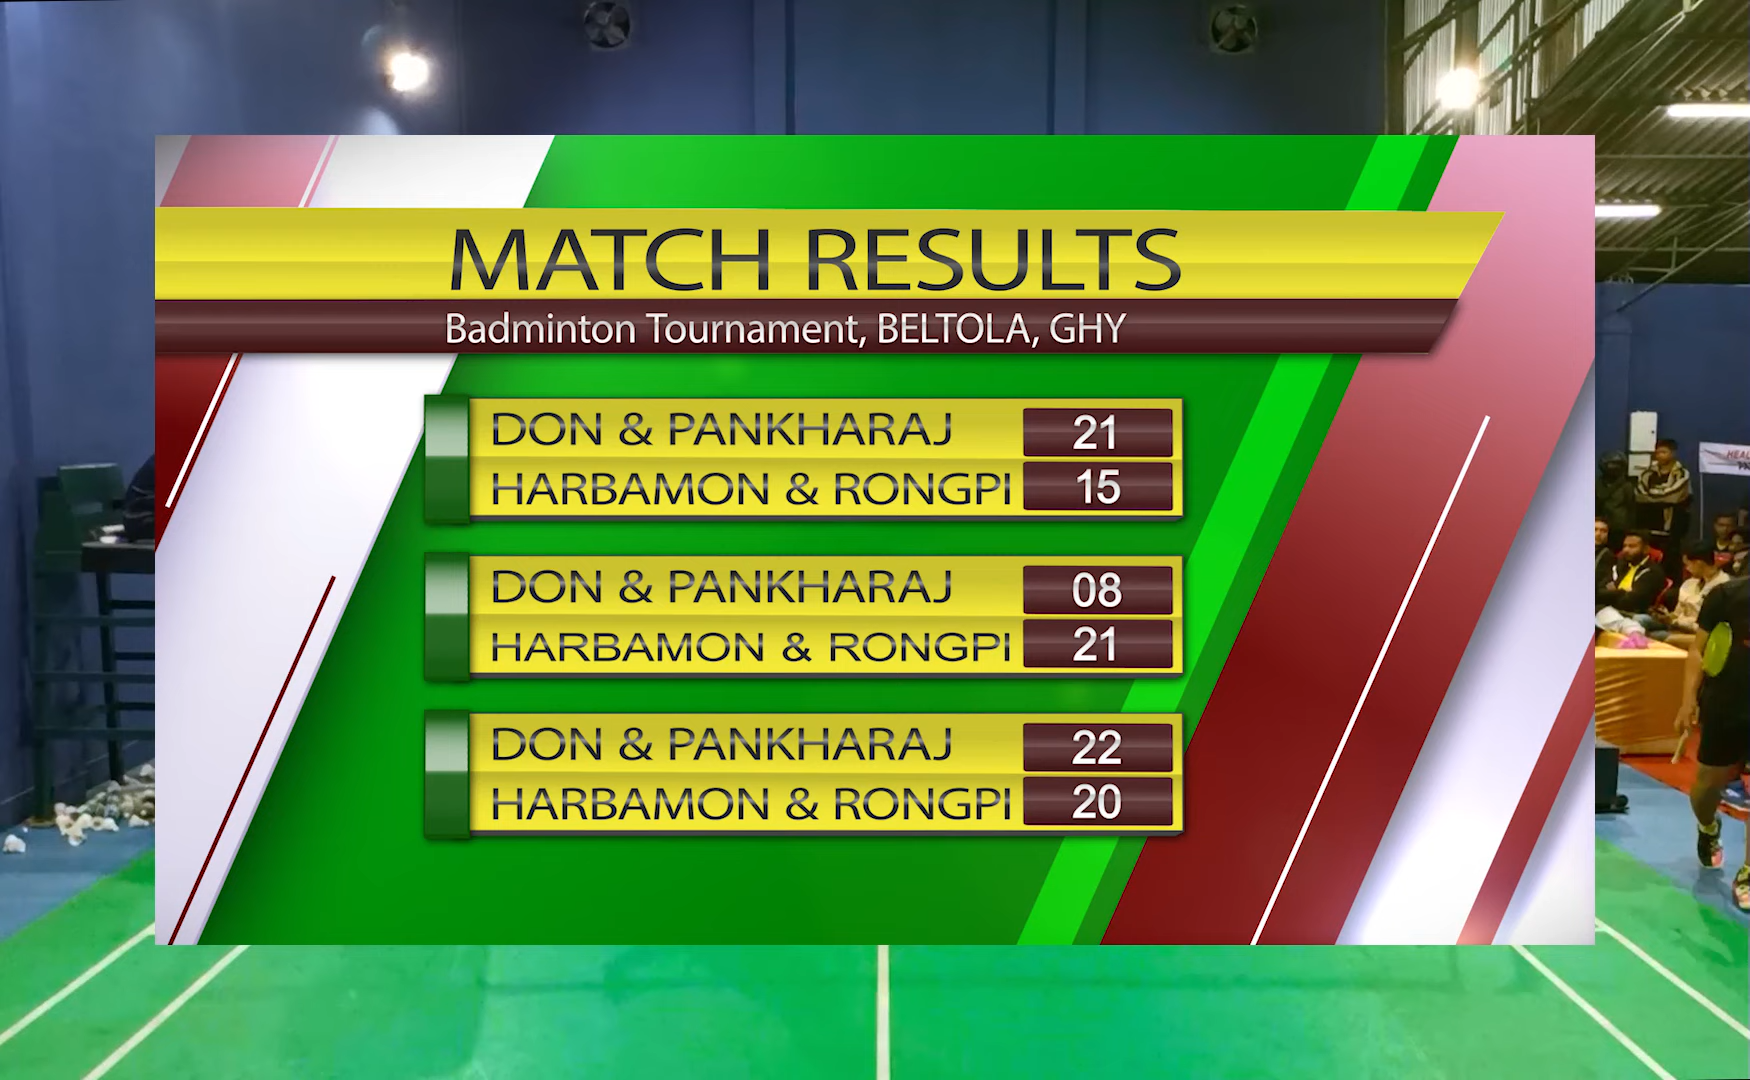 MATCH RESULTS
Badminton Tournament, BELTOLA, GHY
DON & PANKHARAJ 21
HARBAMON & RONGPI 15
DON & PANKHARAJ 08
HARBAMON & RONGPI 21
DON & PANKHARAJ 22
HARBAMON & RONGPI 20